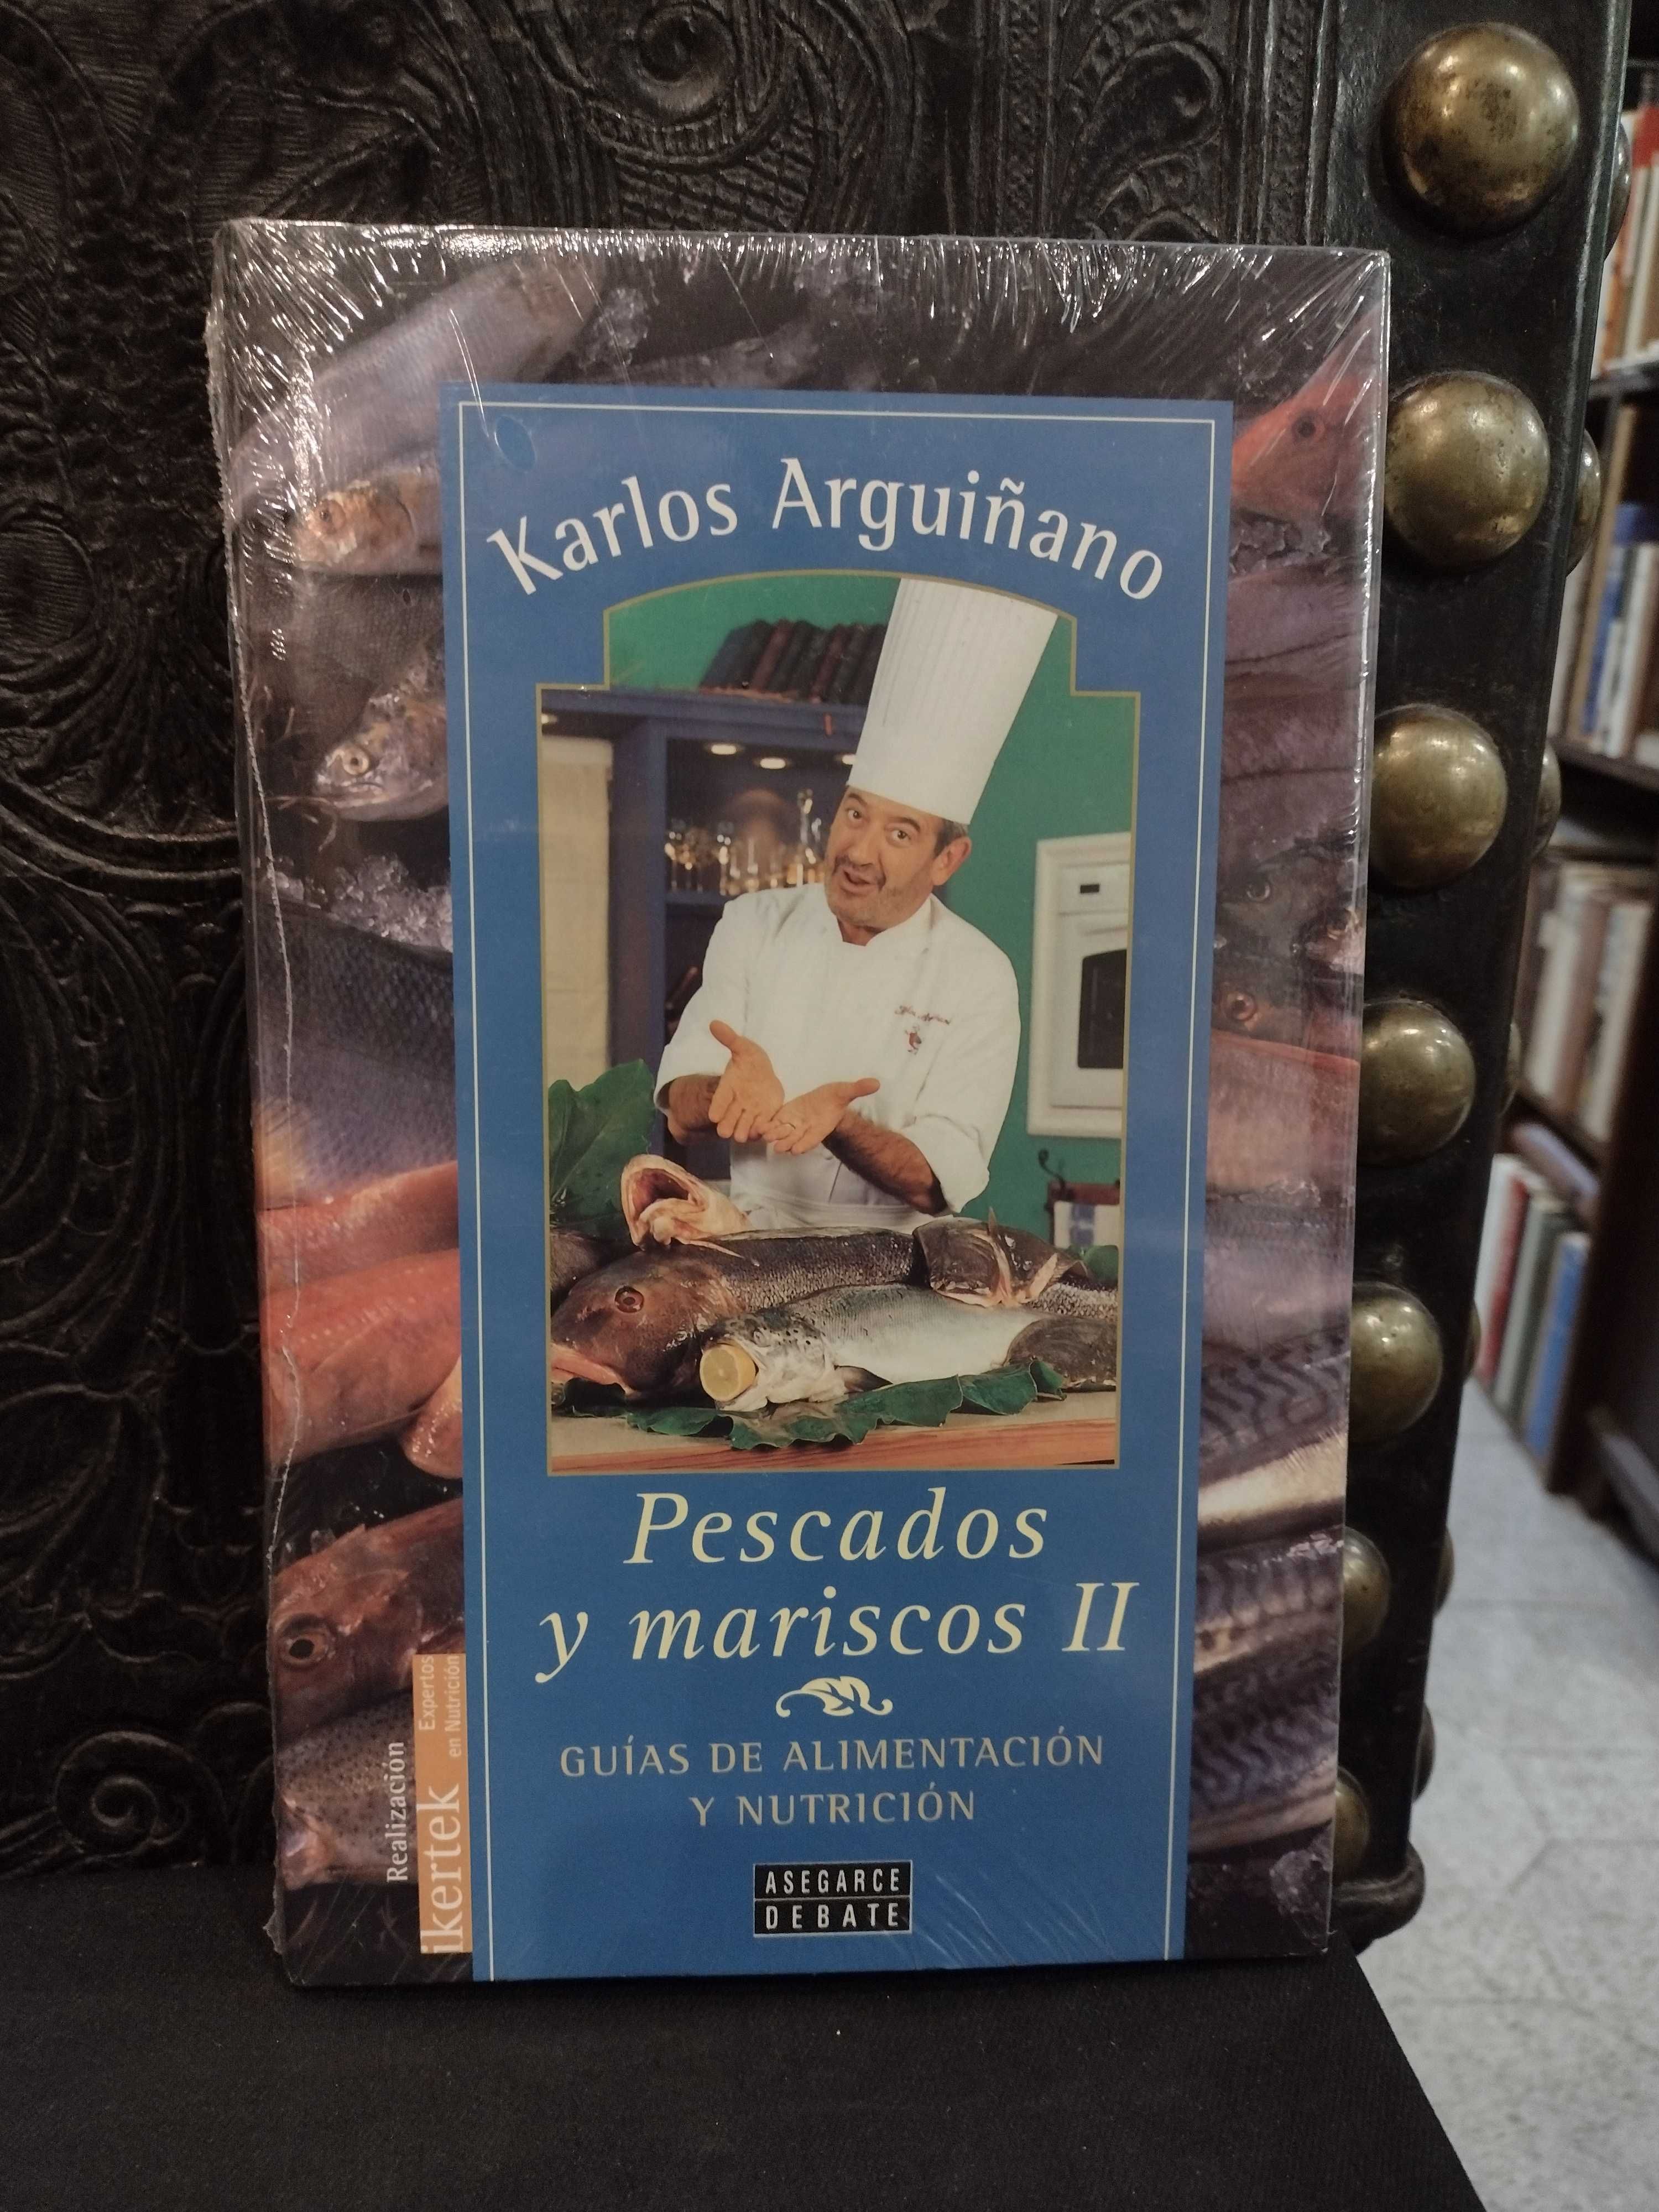 Karlos Arguiñano
Pescados
y mariscos II
GUÍAS DE ALIMENTACIÓN
Y NUTRICIÓN
ASEGARCE
DEBATE
Realización
ikertek
Expertos
en Nutrición